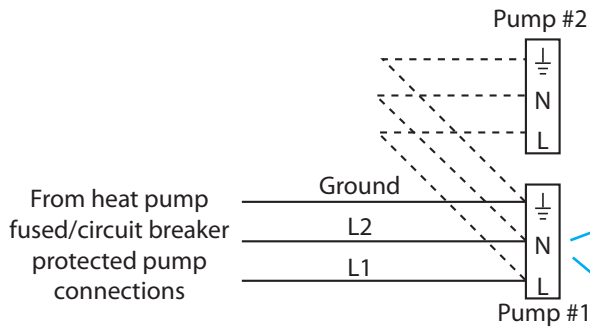 Pump #2
N
L
From heat pump
fused/circuit breaker
protected pump
connections
Ground
L2
L1
N
L
Pump #1